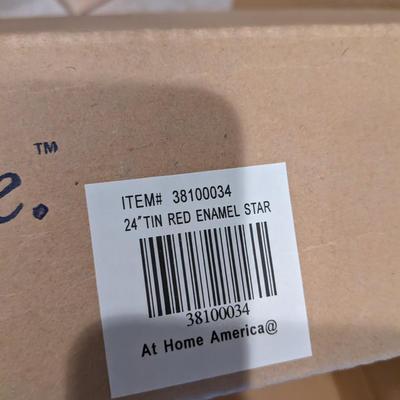 e.™
ITEM# 38100034
24"TIN RED ENAMEL STAR
38100034
At Home America@